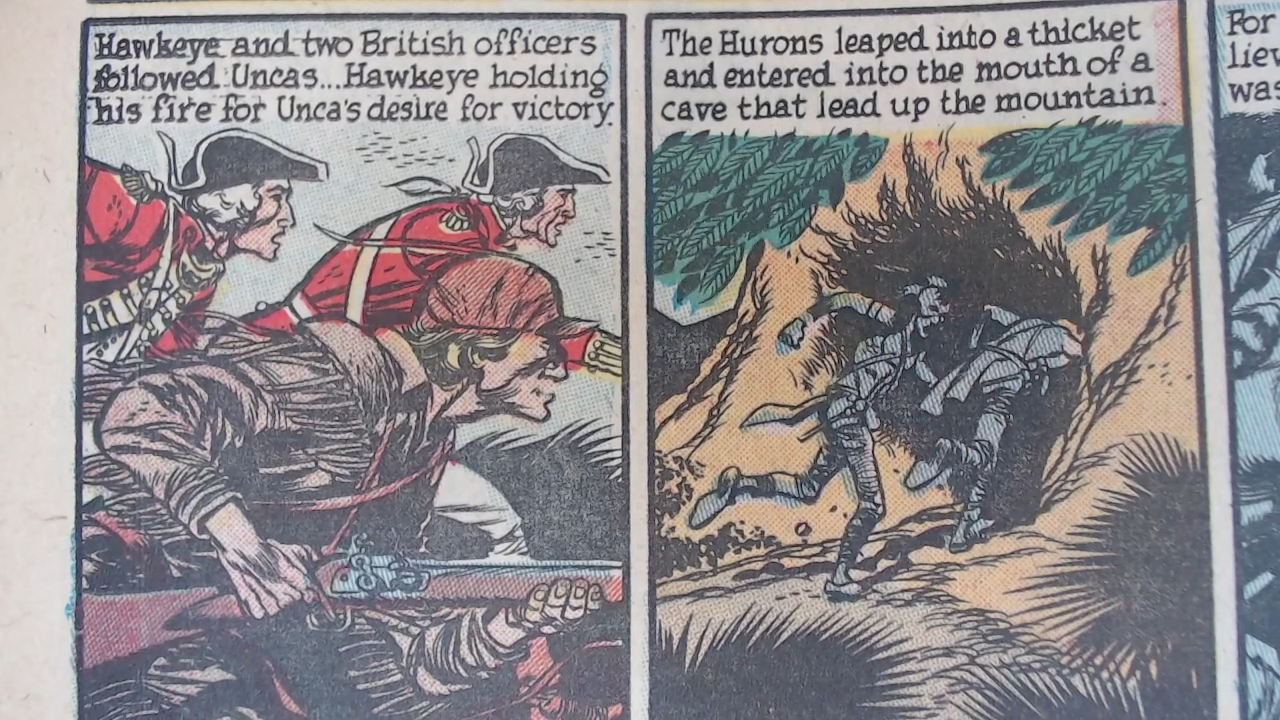 Hawkeye and two British officers
followed Uncas...Hawkeye holding
his fire for Unca's desire for victory.
The Hurons leaped into a thicket
and entered into the mouth of a
cave that lead up the mountain.
For
was